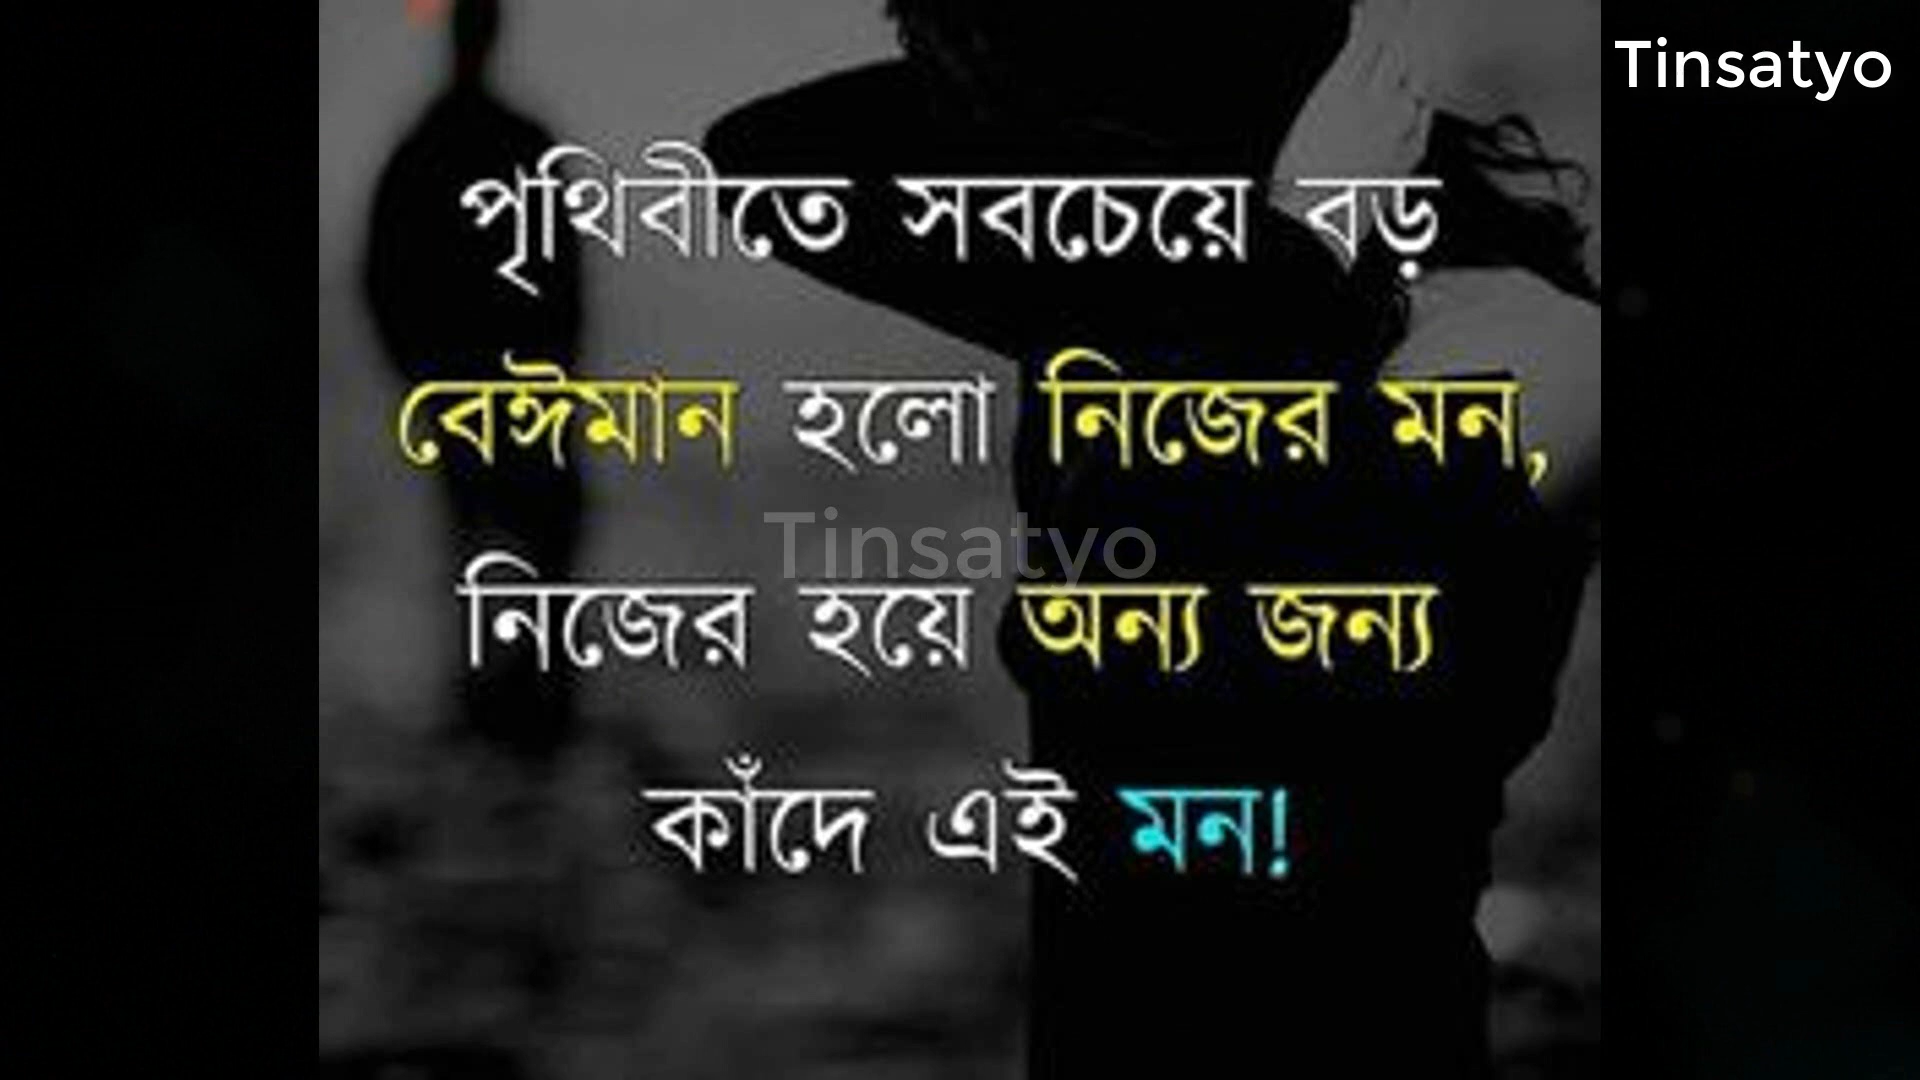 Tinsatyo
পৃথিবীতে সবচেয়ে বড়
বেঈমান হলো নিজের মন,
Tinsatyo
নিজের হয়ে অন্য জন্য
কাঁদে এই মন!